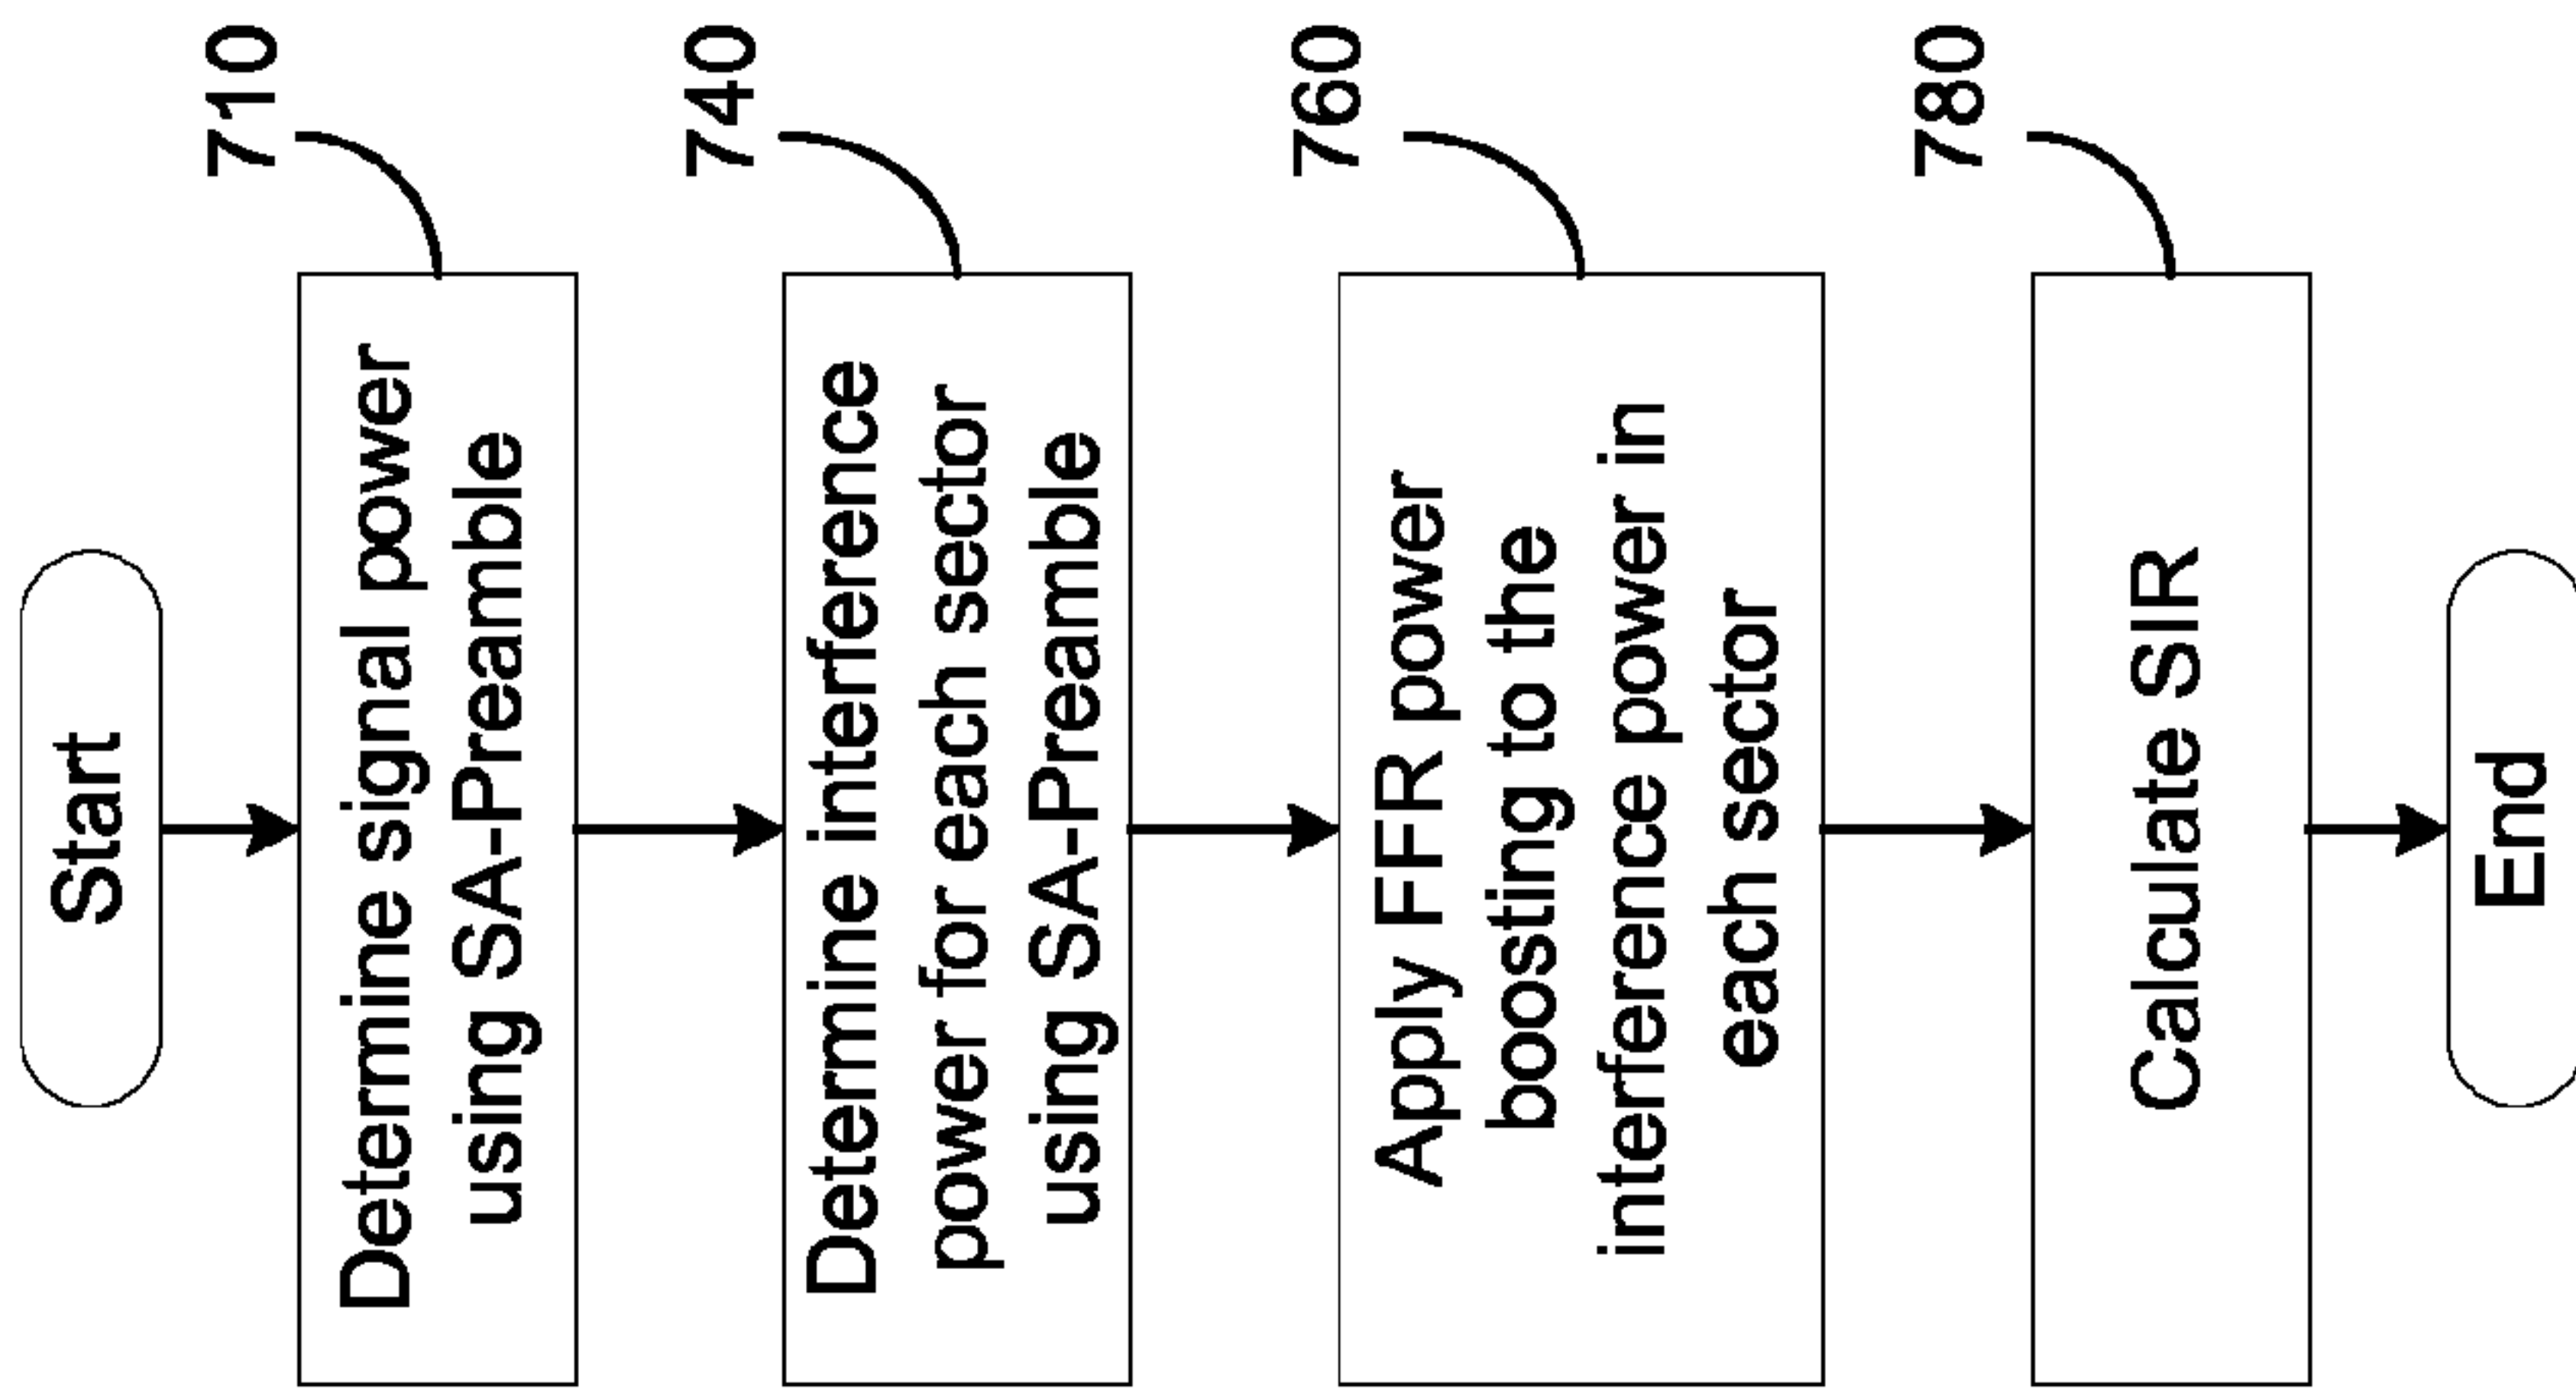 Start
710
Determine signal power
using SA-Preamble
740
Determine interference
power for each sector
using SA-Preamble
760
Apply FFR power
boosting to the
interference power in
each sector
780
Calculate SIR
End